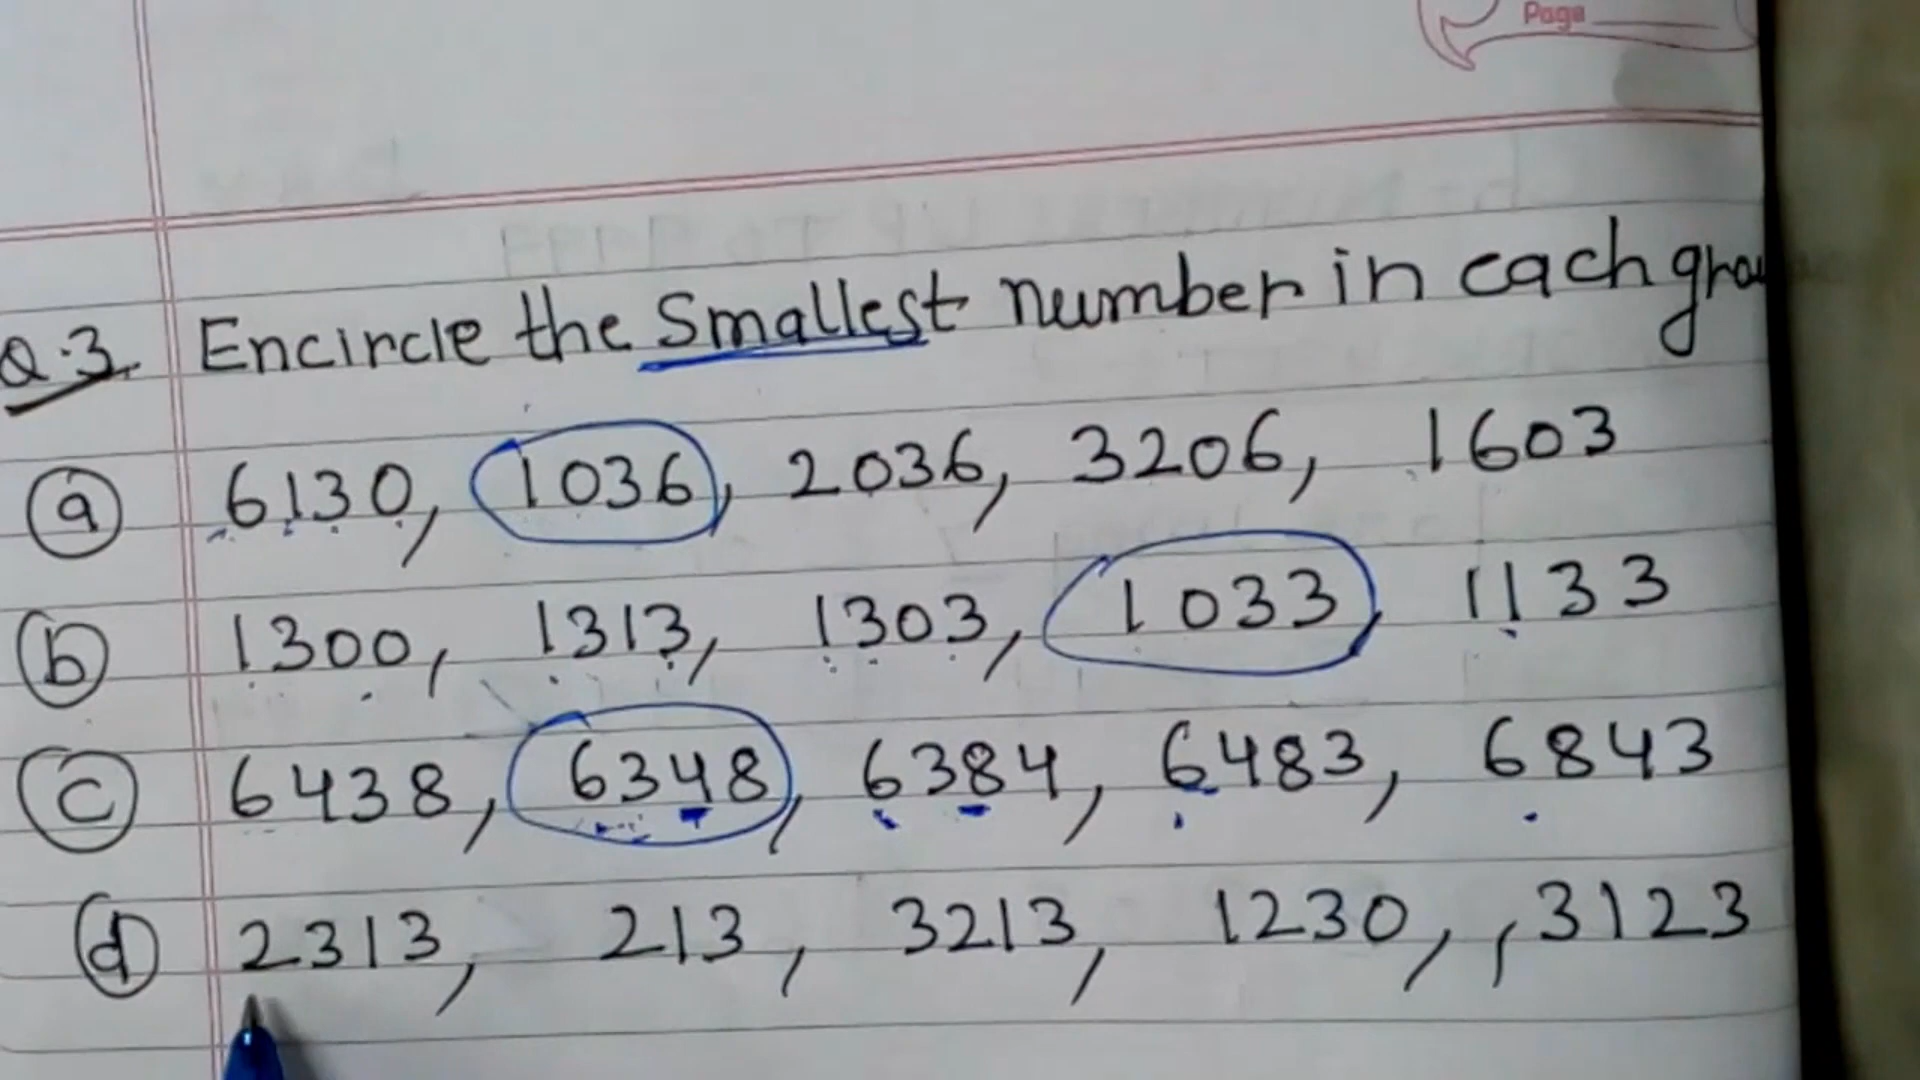 Page
Q.3. Encircle the Smallest number in each grou
a 6130, 1036, 2036, 3206, 1603
b 1300, 1313, 1303, 1033, 1133
c 6438, 6348, 6384, 6483, 6843
d 2313, 213, 3213, 1230, , 3123